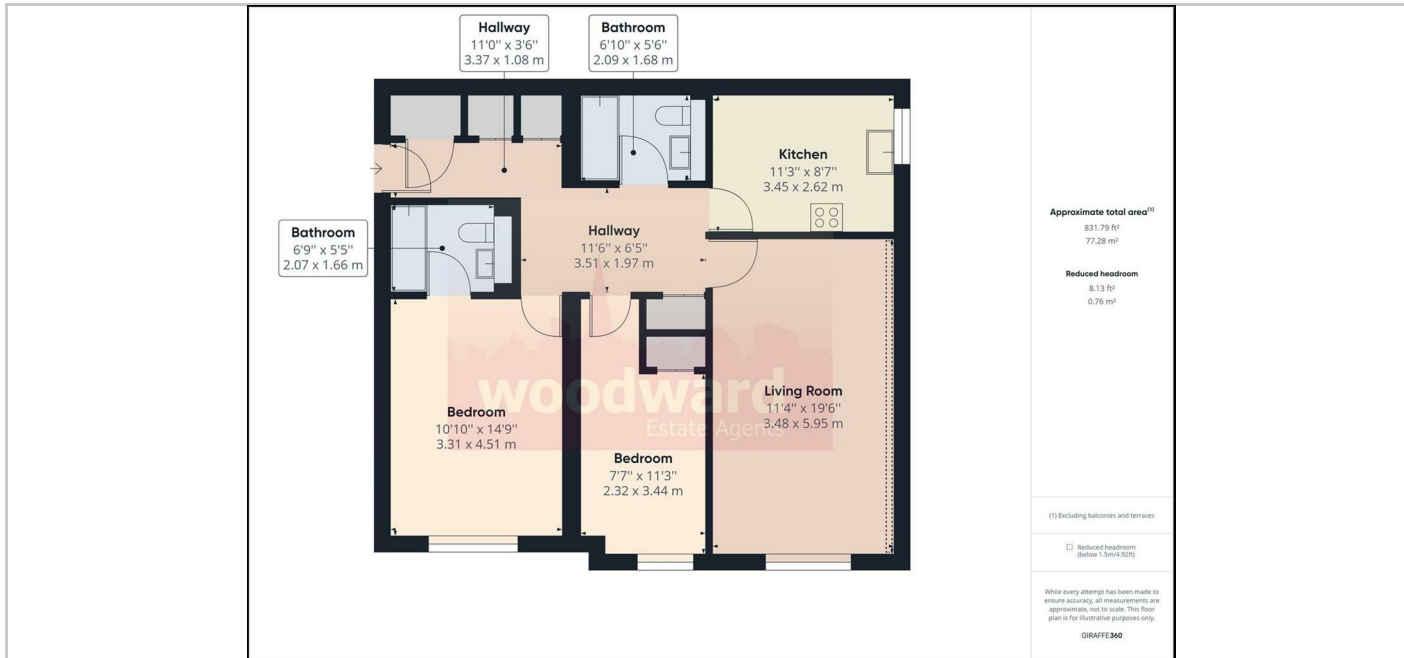 Hallway
11'0'' x 3'6''
3.37 x 1.08 m
Bathroom
6'10'' x 5'6''
2.09 x 1.68 m
Kitchen
11'3'' x 8'7''
3.45 x 2.62 m
Bathroom
6'9'' x 5'5''
2.07 x 1.66 m
Hallway
11'6'' x 6'5''
3.51 x 1.97 m
woodward
Estate Agents
Living Room
11'4'' x 19'6''
3.48 x 5.95 m
Bedroom
10'10'' x 14'9''
3.31 x 4.51 m
Bedroom
7'7'' x 11'3''
2.32 x 3.44 m
Approximate total area(1)
831.79 ft²
77.28 m²
Reduced headroom
8.13 ft²
0.76 m²
(1) Excluding balconies and terraces
Reduced headroom
(below 1.5m/4.92ft)
While every attempt has been made to
ensure accuracy, all measurements are
approximate, not to scale. This floor
plan is for illustrative purposes only.
GIRAFFE360